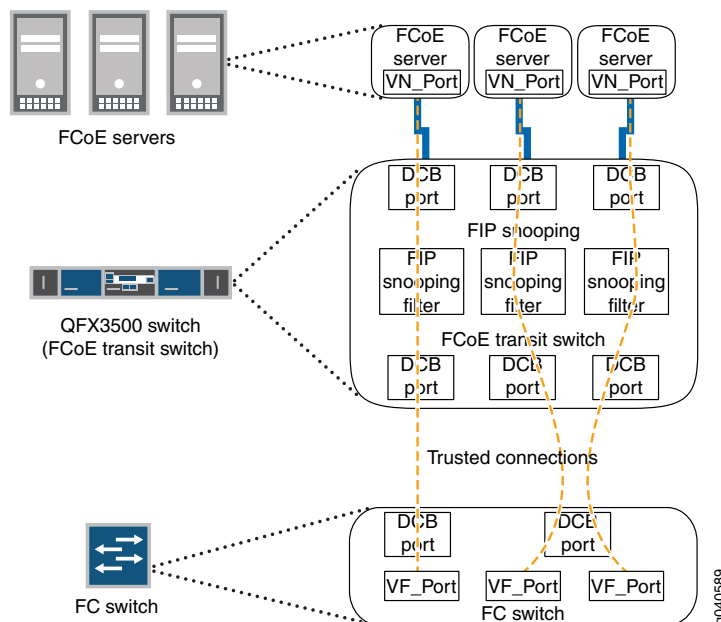 FCoE
server
VN_Port
FCoE
server
VN_Port
FCoE
server
VN_Port
FCoE servers
DCB
port
DCB
port
DCB
port
FIP snooping
FIP
snooping
filter
FIP
snooping
filter
FIP
snooping
filter
QFX3500 switch
(FCoE transit switch)
FCoE transit switch
DCB
port
DCB
port
DCB
port
Trusted connections
DCB
port
DCB
port
VF_Port
VF_Port
VF_Port
FC switch
FC switch
g040589